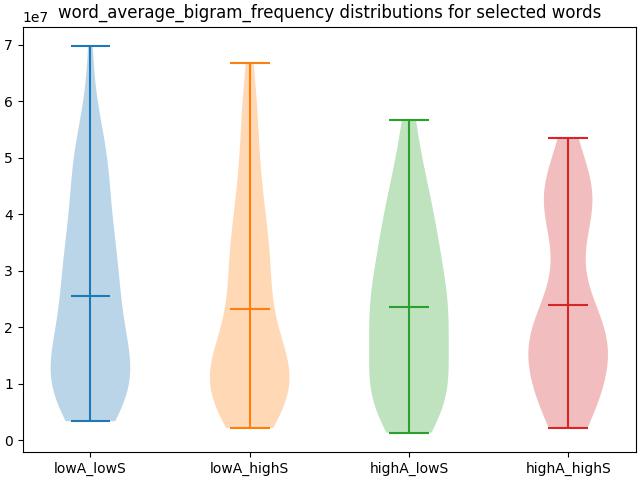 word_average_bigram_frequency distributions for selected words
1e7
7
6
5
4
3
2
1
0
lowA_lowS lowA_highS highA_lowS highA_highS